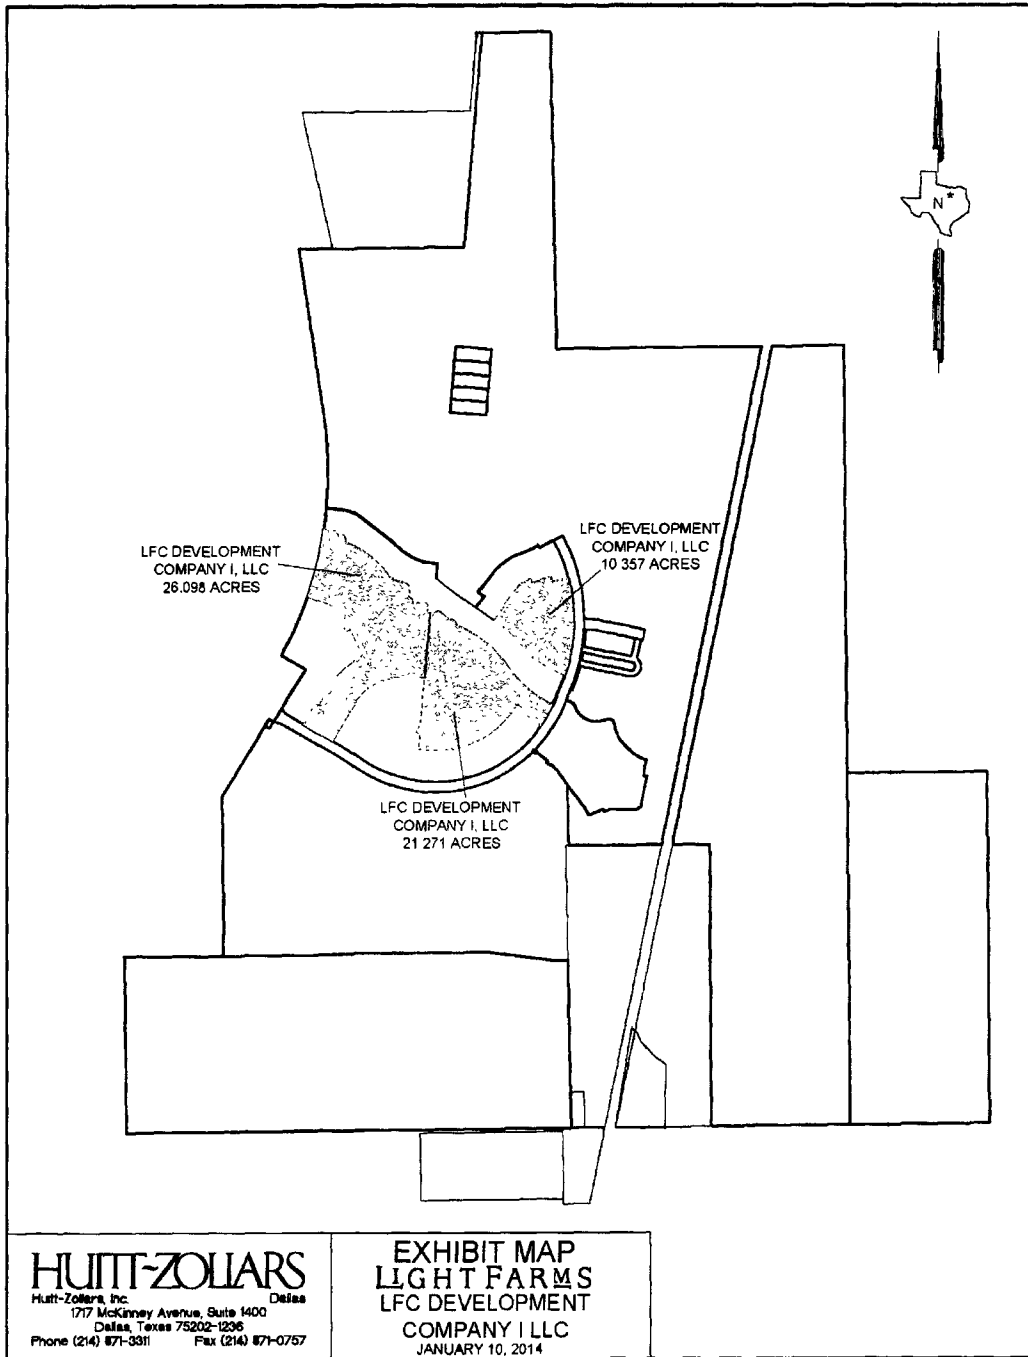 N *
LFC DEVELOPMENT
COMPANY I, LLC
10 357 ACRES
LFC DEVELOPMENT
COMPANY I, LLC
26.098 ACRES
LFC DEVELOPMENT
COMPANY I, LLC
21 271 ACRES
HUITT-ZOLLARS
Huitt-Zollars, Inc. Dallas
1717 McKinney Avenue, Suite 1400
Dallas, Texas 75202-1236
Phone (214) 871-3311 Fax (214) 871-0757
EXHIBIT MAP
LIGHT FARMS
LFC DEVELOPMENT
COMPANY I LLC
JANUARY 10, 2014